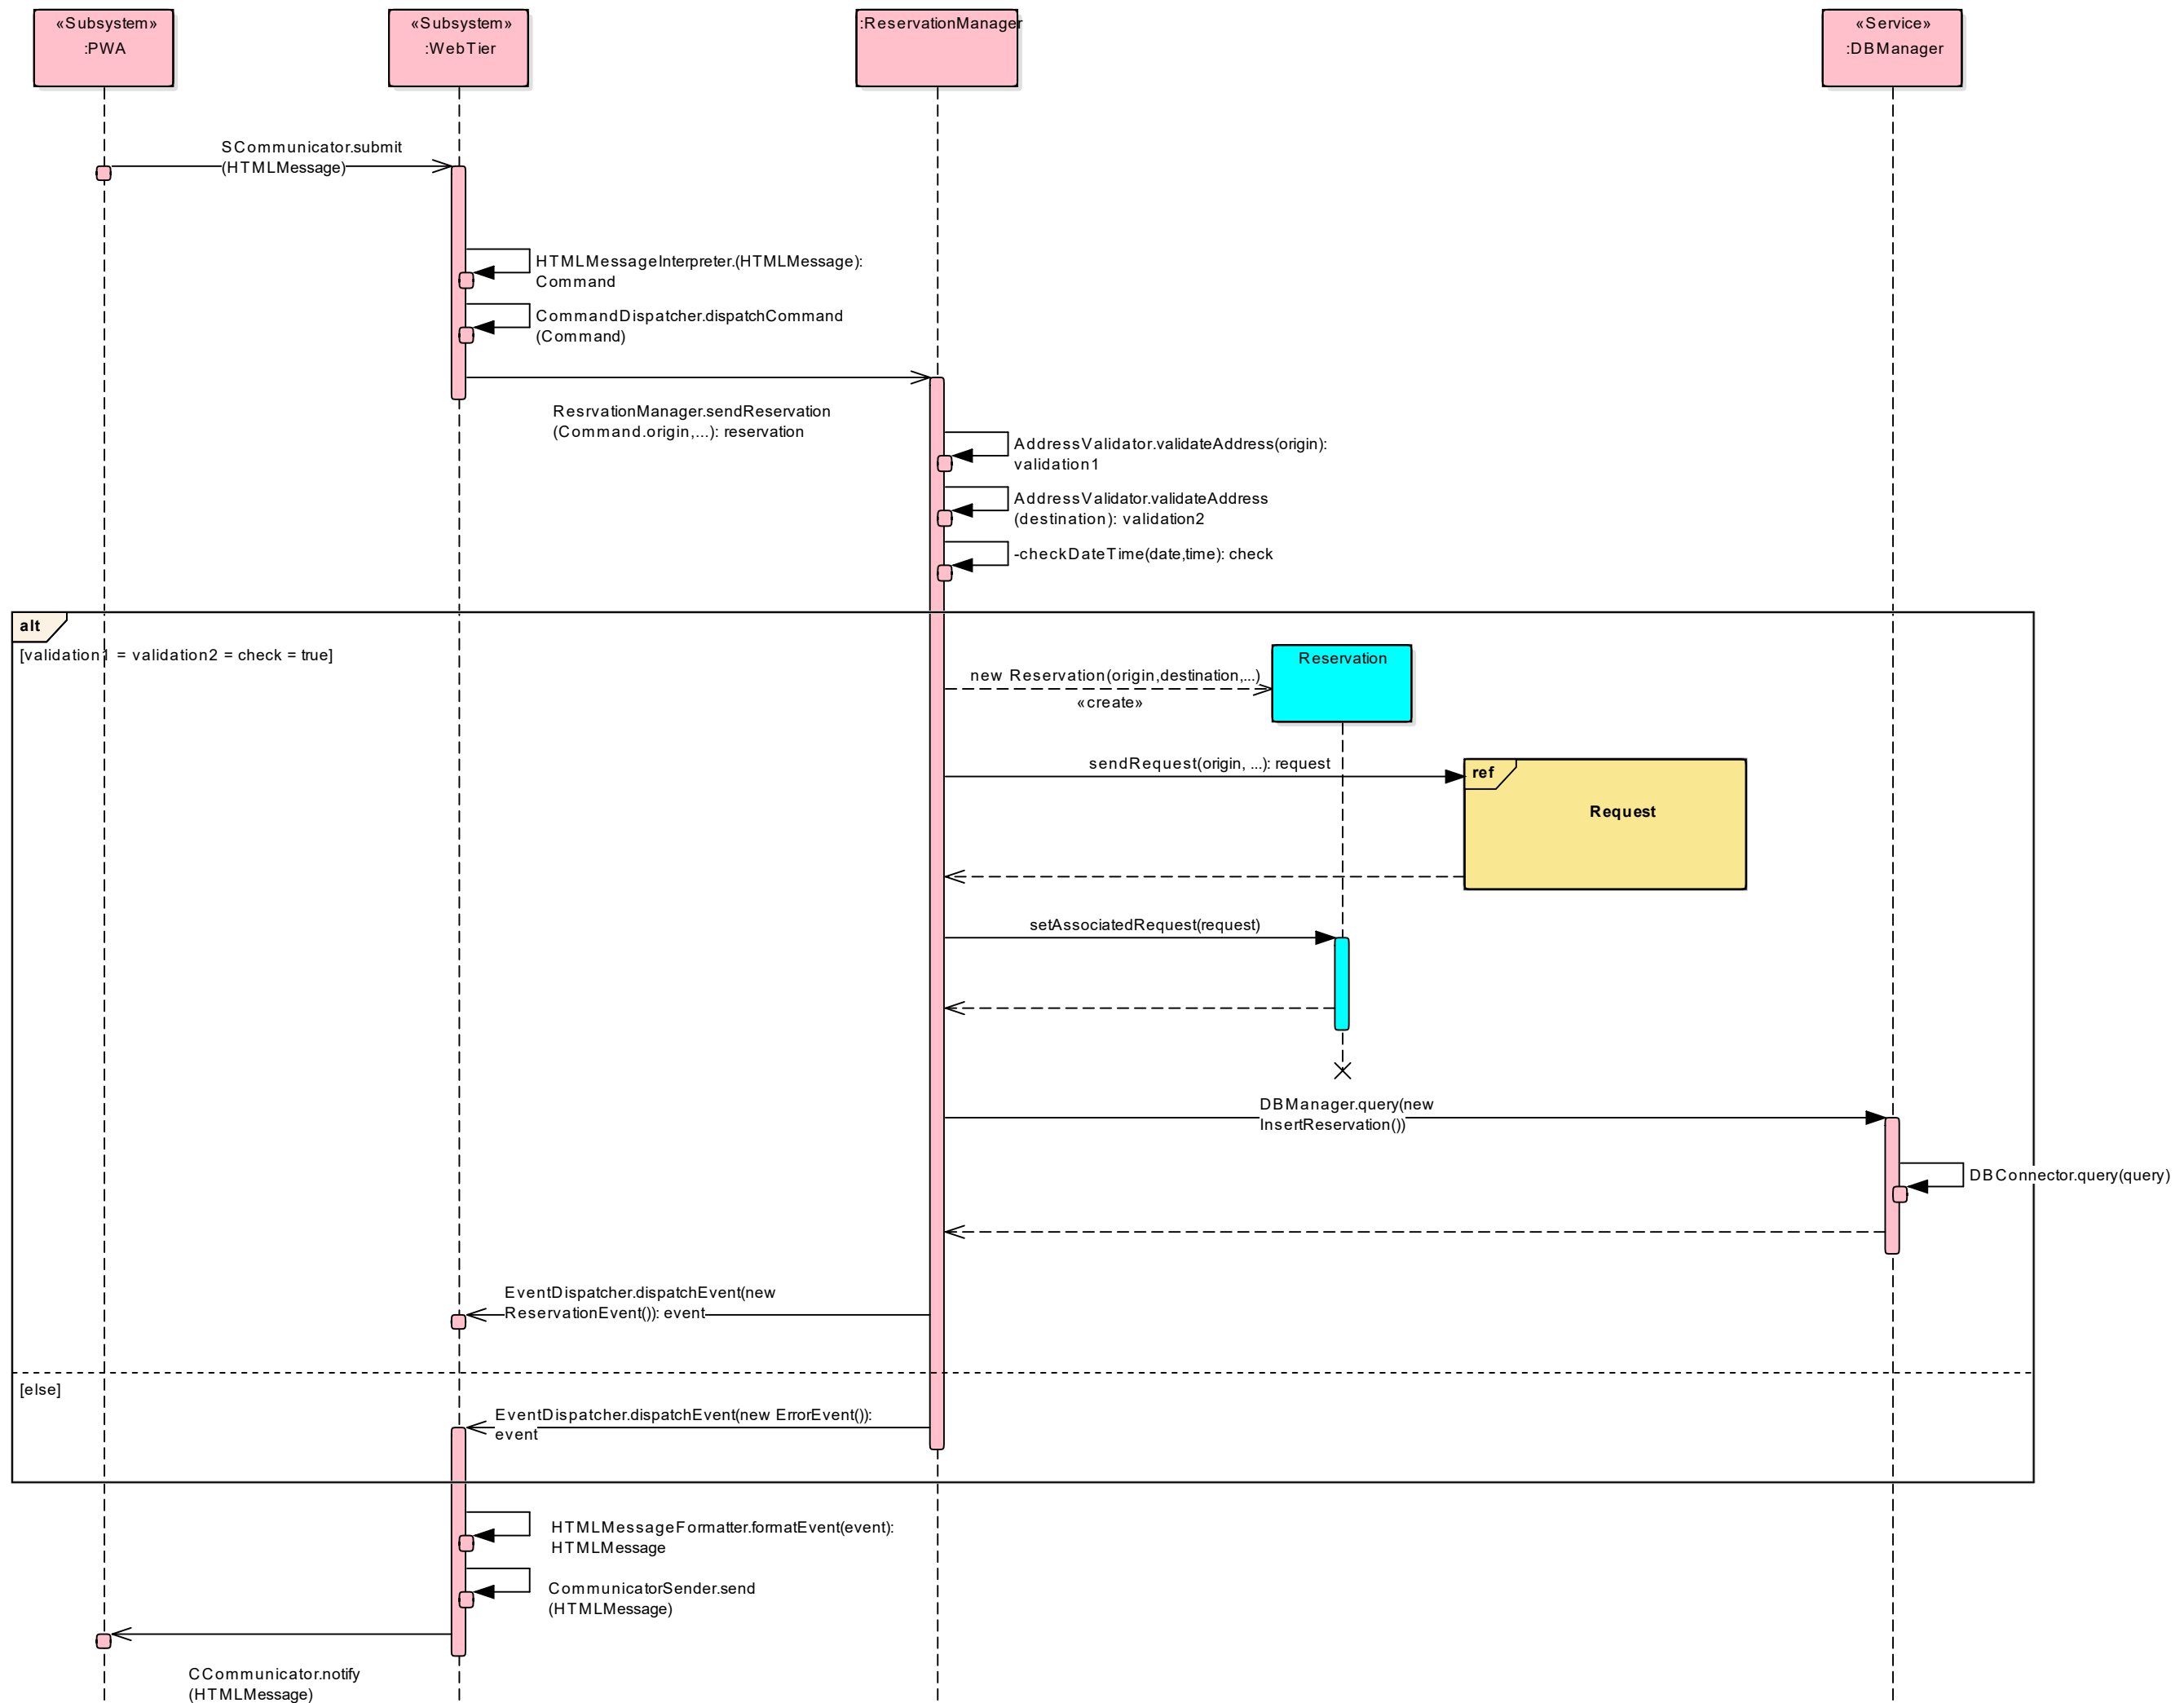 «Subsystem»
:PWA
«Subsystem»
:WebTier
:ReservationManager
«Service»
:DBManager
SCommunicator.submit
(HTMLMessage)
HTMLMessageInterpreter.(HTMLMessage):
Command
CommandDispatcher.dispatchCommand
(Command)
ResrvationManager.sendReservation
(Command.origin,...): reservation
AddressValidator.validateAddress(origin):
validation1
AddressValidator.validateAddress
(destination): validation2
-checkDateTime(date,time): check
alt
[validation1 = validation2 = check = true]
Reservation
new Reservation(origin,destination,...)
«create»
sendRequest(origin, ...): request
ref
Request
setAssociatedRequest(request)
DBManager.query(new
InsertReservation())
DBConnector.query(query)
EventDispatcher.dispatchEvent(new
ReservationEvent()): event
[else]
EventDispatcher.dispatchEvent(new ErrorEvent()):
event
HTMLMessageFormatter.formatEvent(event):
HTMLMessage
CommunicatorSender.send
(HTMLMessage)
CCommunicator.notify
(HTMLMessage)